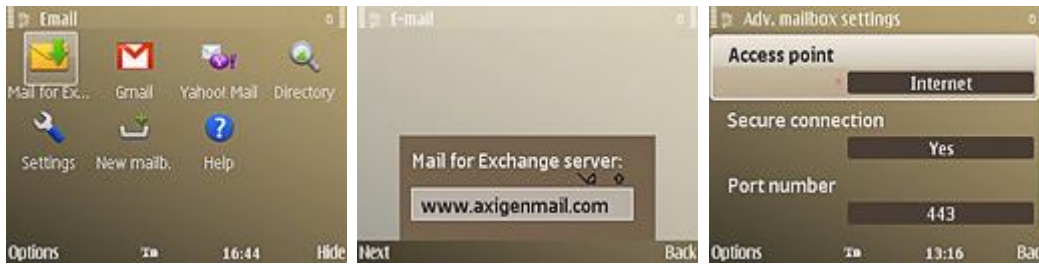 Email
Mail for Ex...
Gmail
Yahoo! Mail
Directory
Settings
New mailb.
Help
Options
16:44
Hide
E-mail
Mail for Exchange server:
www.axigenmail.com
Next
Back
Adv. mailbox settings
Access point
Internet
Secure connection
Yes
Port number
443
Options
13:16
Bac